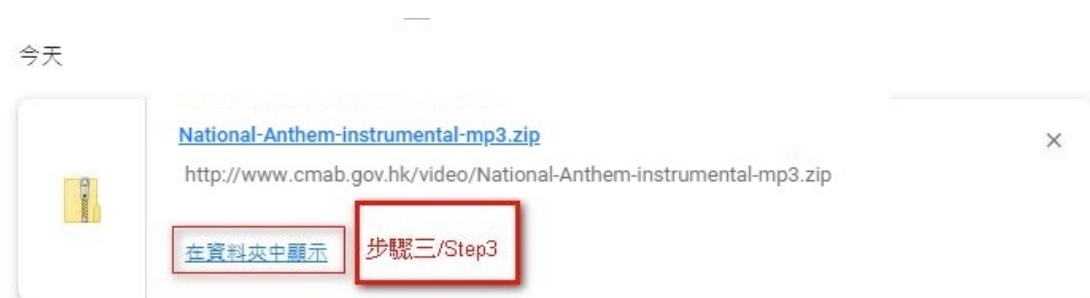 今天
National-Anthem-instrumental-mp3.zip
http://www.cmab.gov.hk/video/National-Anthem-instrumental-mp3.zip
在資料夾中顯示
步驟三/Step3